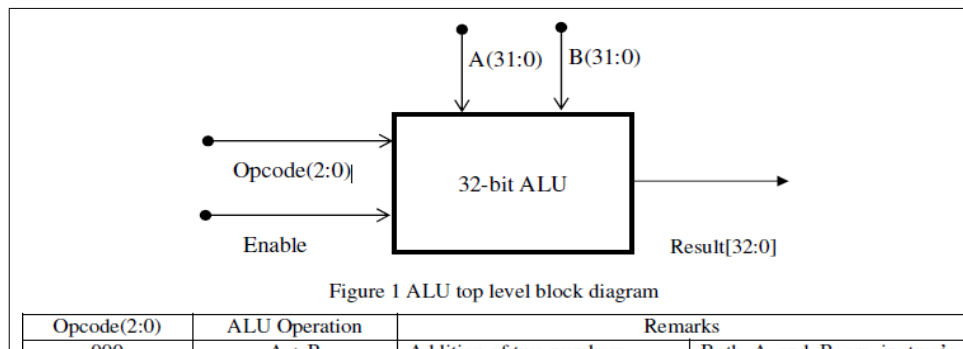 A(31:0) B(31:0)
Opcode(2:0)
32-bit ALU
Enable
Result[32:0]
Figure 1 ALU top level block diagram
Opcode(2:0) ALU Operation Remarks